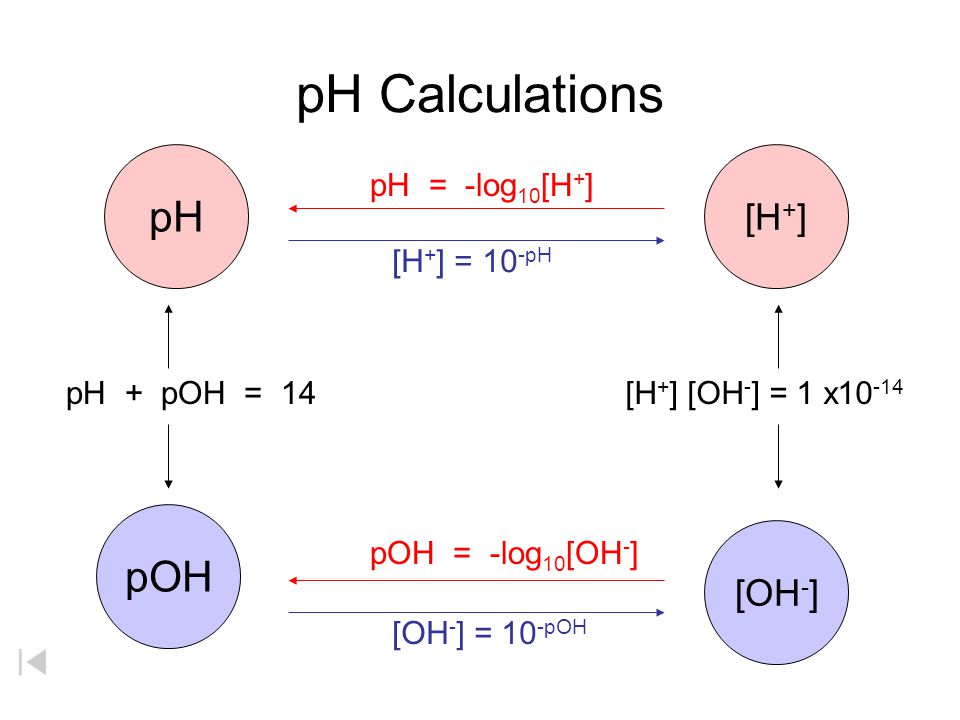 pH Calculations
pH
pH = -log₁₀[H⁺]
[H⁺]
[H⁺] = 10⁻ᵖᴴ
pH + pOH = 14
[H⁺] [OH⁻] = 1 x10⁻¹⁴
pOH
pOH = -log₁₀[OH⁻]
[OH⁻]
[OH⁻] = 10⁻ᵖᴼᴴ